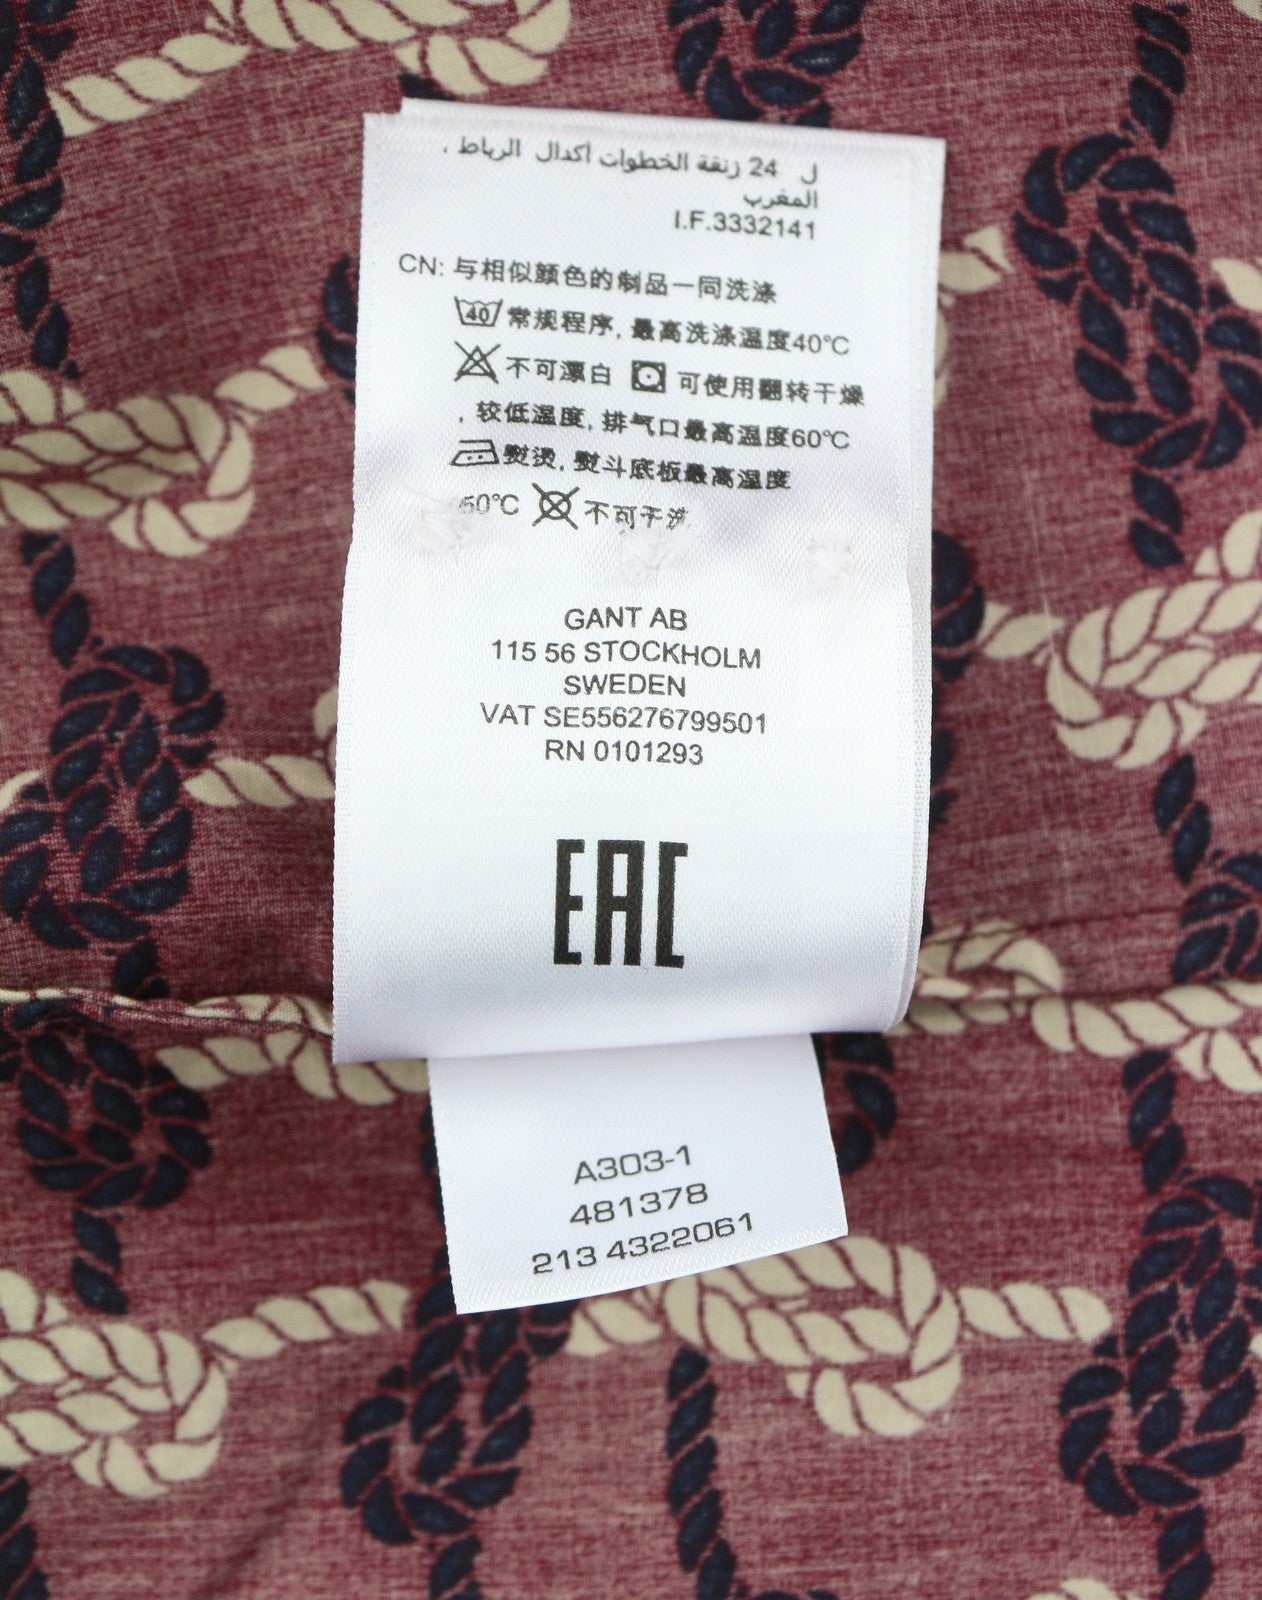 ل 24 زنقة الخطوات أكدال الرباط ،
المغرب
I.F.3332141
CN: 与相似颜色的制品一同洗涤
40 常规程序, 最高洗涤温度40°C
不可漂白 可使用翻转干燥
, 较低温度, 排气口最高温度60°C
熨烫, 熨斗底板最高温度
不可干洗
GANT AB
115 56 STOCKHOLM
SWEDEN
VAT SE556276799501
RN 0101293
EAC
A303-1
481378
213 4322061